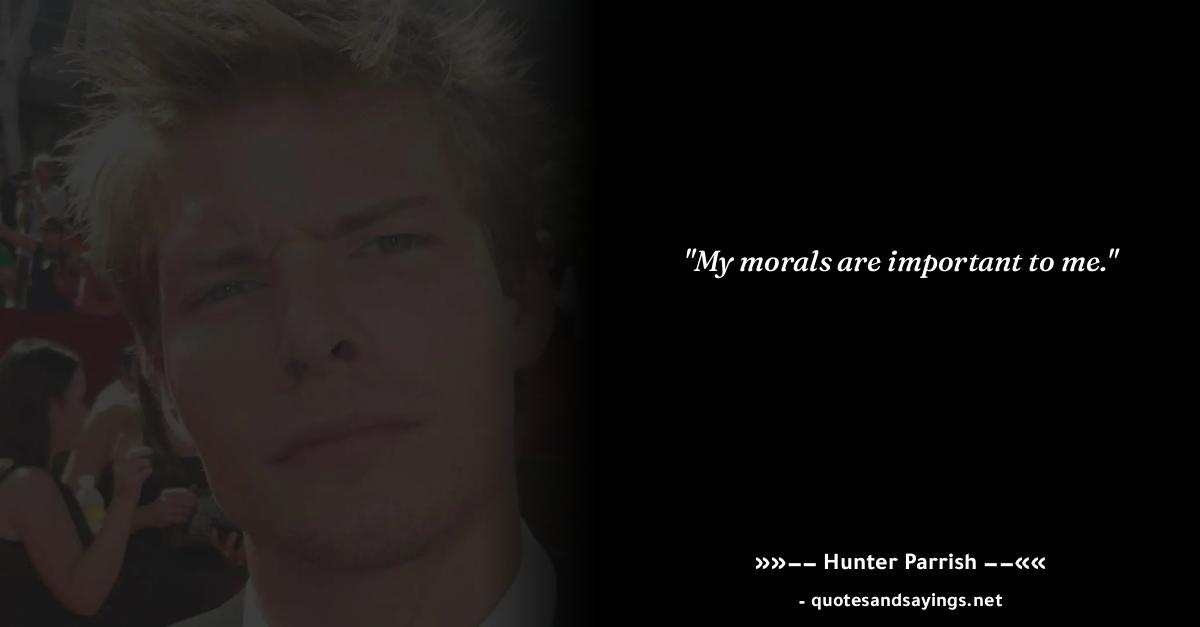 "My morals are important to me."
»»−− Hunter Parrish −−««
- quotesandsayings.net